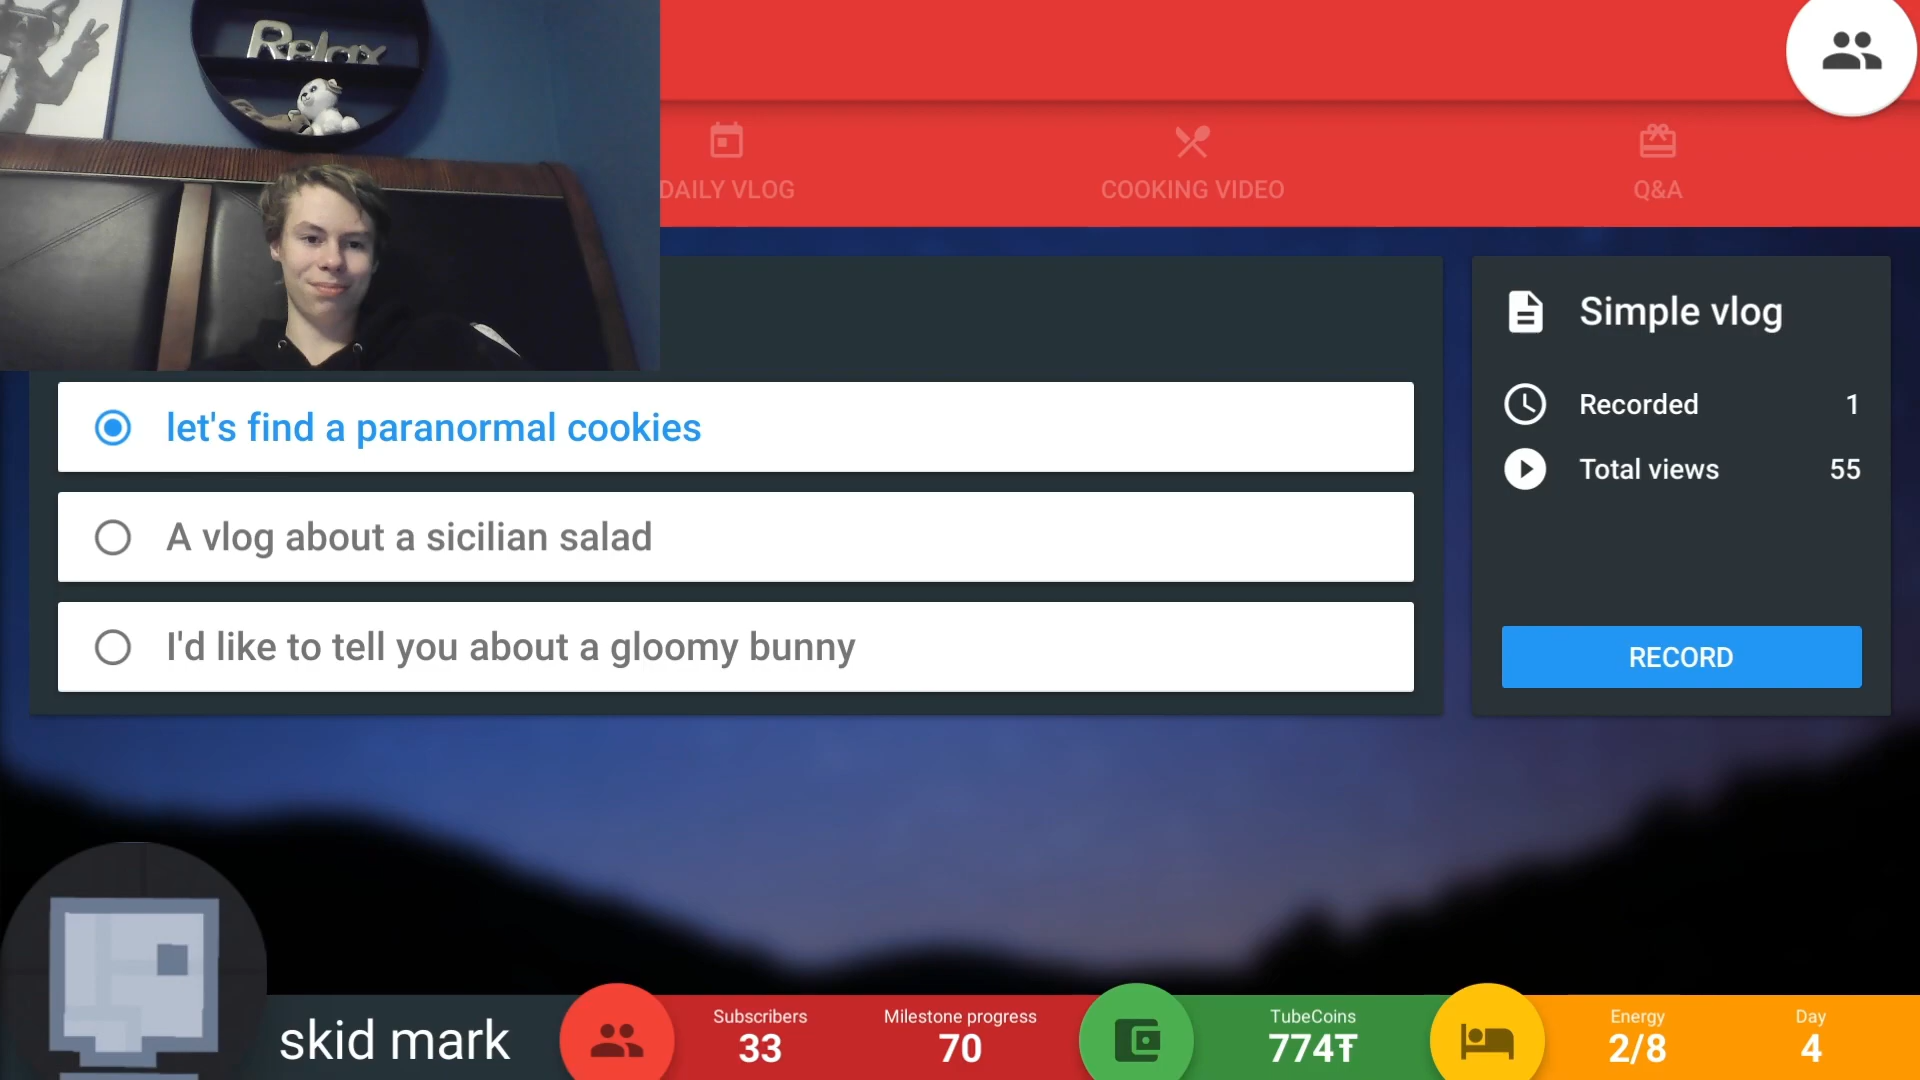 Relax
DAILY VLOG
COOKING VIDEO
Q&A
Simple vlog
Recorded 1
Total views 55
let's find a paranormal cookies
A vlog about a sicilian salad
I'd like to tell you about a gloomy bunny
RECORD
skid mark
Subscribers
33
Milestone progress
70
TubeCoins
774Ŧ
Energy
2/8
Day
4